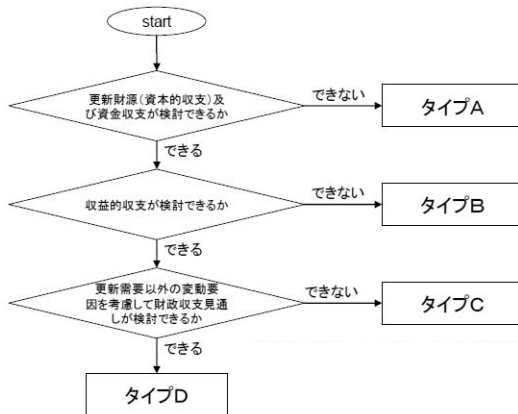 start
更新財源(資本的収支)及
び資金収支が検討できるか
できない
タイプA
できる
収益的収支が検討できるか
できない
タイプB
できる
更新需要以外の変動要
因を考慮して財政収支見通
しが検討できるか
できない
タイプC
できる
タイプD